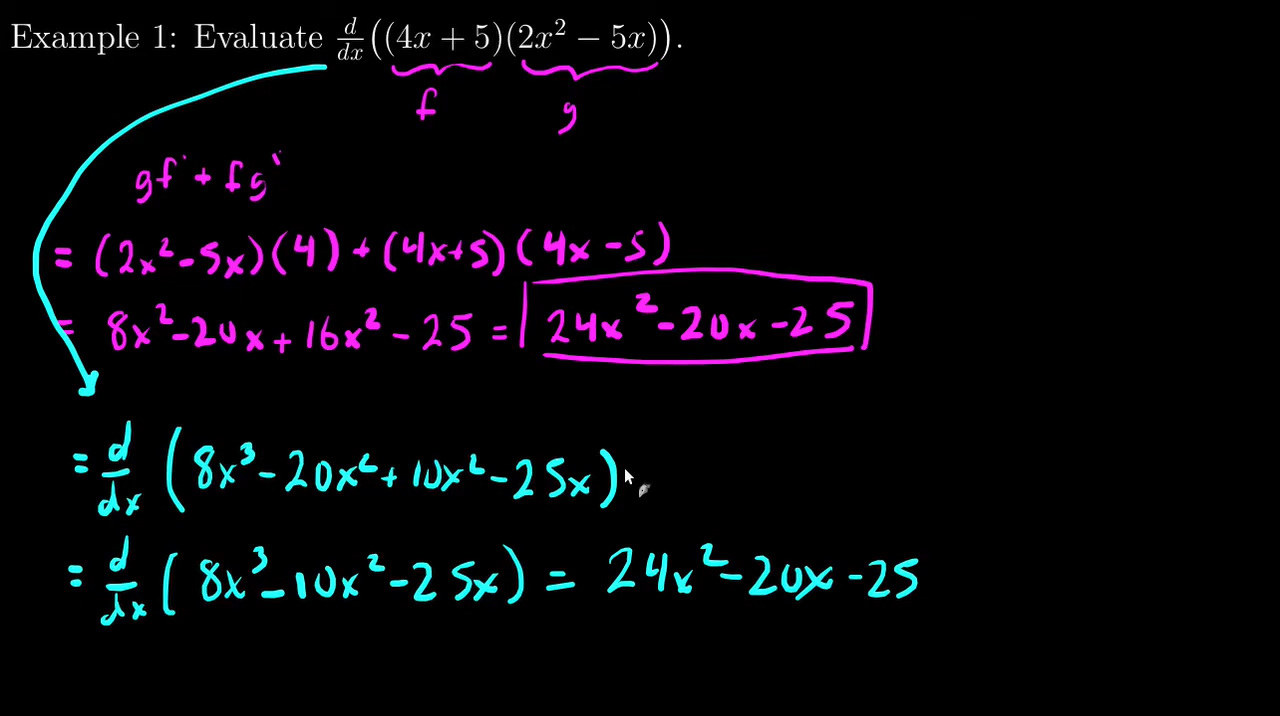 Example 1: Evaluate d/dx((4x + 5)(2x² − 5x)).
f g
gf' + fg'
= (2x² - 5x)(4) + (4x+5)(4x - 5)
= 8x² - 20x + 16x² - 25 = 24x² - 20x - 25
= d/dx (8x³ - 20x² + 10x² - 25x)
= d/dx (8x³ - 10x² - 25x) = 24x² - 20x - 25